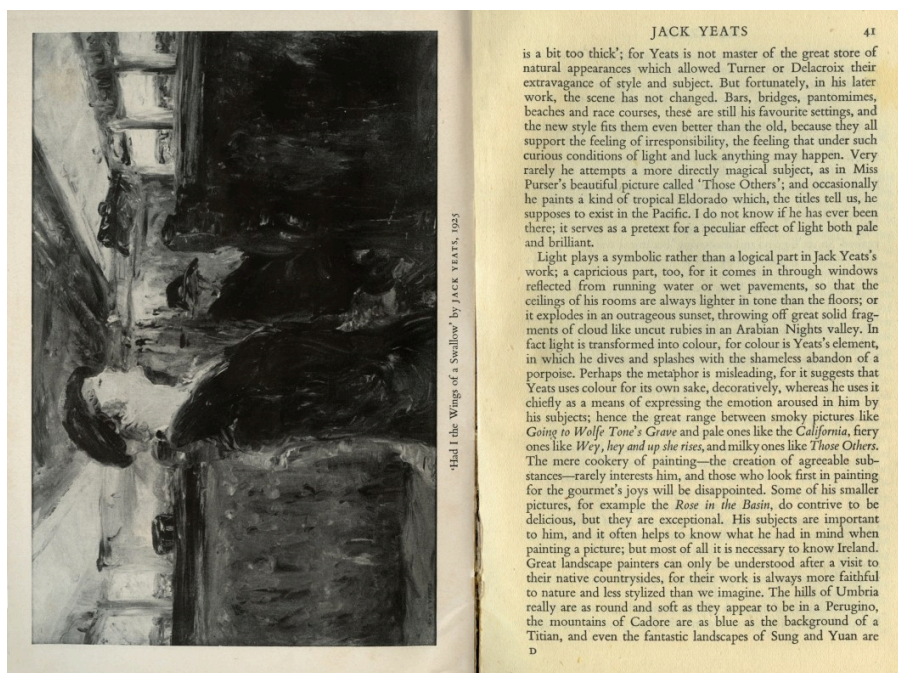 'Had I the Wings of a Swallow' by JACK YEATS, 1925
JACK YEATS 41
is a bit too thick'; for Yeats is not master of the great store of
natural appearances which allowed Turner or Delacroix their
extravagance of style and subject. But fortunately, in his later
work, the scene has not changed. Bars, bridges, pantomimes,
beaches and race courses, these are still his favourite settings, and
the new style fits them even better than the old, because they all
support the feeling of irresponsibility, the feeling that under such
curious conditions of light and luck anything may happen. Very
rarely he attempts a more directly magical subject, as in Miss
Purser's beautiful picture called 'Those Others'; and occasionally
he paints a kind of tropical Eldorado which, the titles tell us, he
supposes to exist in the Pacific. I do not know if he has ever been
there; it serves as a pretext for a peculiar effect of light both pale
and brilliant.
Light plays a symbolic rather than a logical part in Jack Yeats's
work; a capricious part, too, for it comes in through windows
reflected from running water or wet pavements, so that the
ceilings of his rooms are always lighter in tone than the floors; or
it explodes in an outrageous sunset, throwing off great solid frag-
ments of cloud like uncut rubies in an Arabian Nights valley. In
fact light is transformed into colour, for colour is Yeats's element,
in which he dives and splashes with the shameless abandon of a
porpoise. Perhaps the metaphor is misleading, for it suggests that
Yeats uses colour for its own sake, decoratively, whereas he uses it
chiefly as a means of expressing the emotion aroused in him by
his subjects; hence the great range between smoky pictures like
Going to Wolfe Tone's Grave and pale ones like the California, fiery
ones like Wey, hey and up she rises, and milky ones like Those Others.
The mere cookery of painting—the creation of agreeable sub-
stances—rarely interests him, and those who look first in painting
for the gourmet's joys will be disappointed. Some of his smaller
pictures, for example the Rose in the Basin, do contrive to be
delicious, but they are exceptional. His subjects are important
to him, and it often helps to know what he had in mind when
painting a picture; but most of all it is necessary to know Ireland.
Great landscape painters can only be understood after a visit to
their native countrysides, for their work is always more faithful
to nature and less stylized than we imagine. The hills of Umbria
really are as round and soft as they appear to be in a Perugino,
the mountains of Cadore are as blue as the background of a
Titian, and even the fantastic landscapes of Sung and Yuan are
D